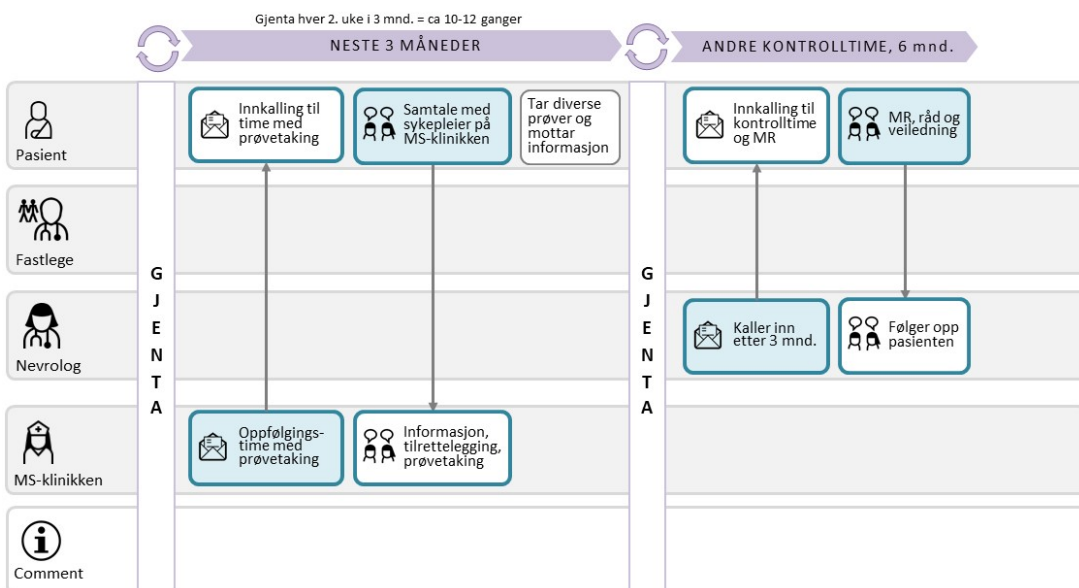 Gjenta hver 2. uke i 3 mnd. = ca 10-12 ganger
NESTE 3 MÅNEDER
ANDRE KONTROLLTIME, 6 mnd.
Pasient
Innkalling til
time med
prøvetaking
Samtale med
sykepleier på
MS-klinikken
Tar diverse
prøver og
mottar
informasjon
Innkalling til
kontrolltime
og MR
MR, råd og
veiledning
Fastlege
G
J
E
N
T
A
G
J
E
N
T
A
Nevrolog
Kaller inn
etter 3 mnd.
Følger opp
pasienten
MS-klinikken
Oppfølgings-
time med
prøvetaking
Informasjon,
tilrettelegging,
prøvetaking
Comment